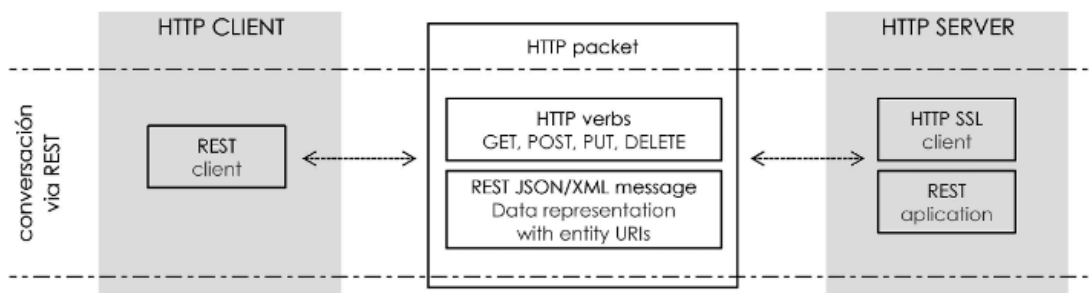 HTTP CLIENT
HTTP packet
HTTP SERVER
conversación
via REST
REST
client
HTTP verbs
GET, POST, PUT, DELETE
REST JSON/XML message
Data representation
with entity URIs
HTTP SSL
client
REST
aplication